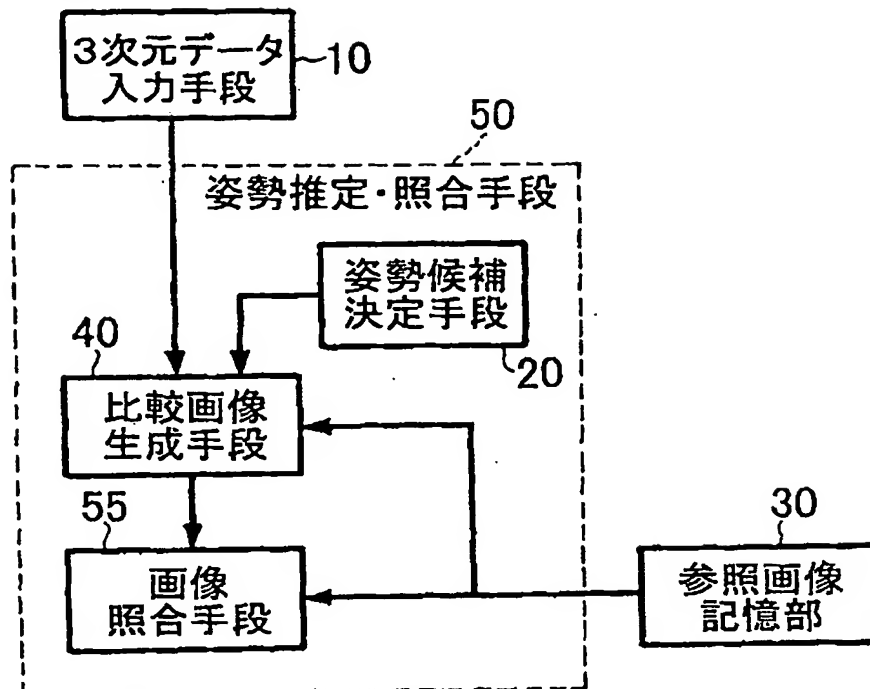 3次元データ
入力手段
10
50
姿勢推定・照合手段
姿勢候補
決定手段
20
40
比較画像
生成手段
55
画像
照合手段
30
参照画像
記憶部